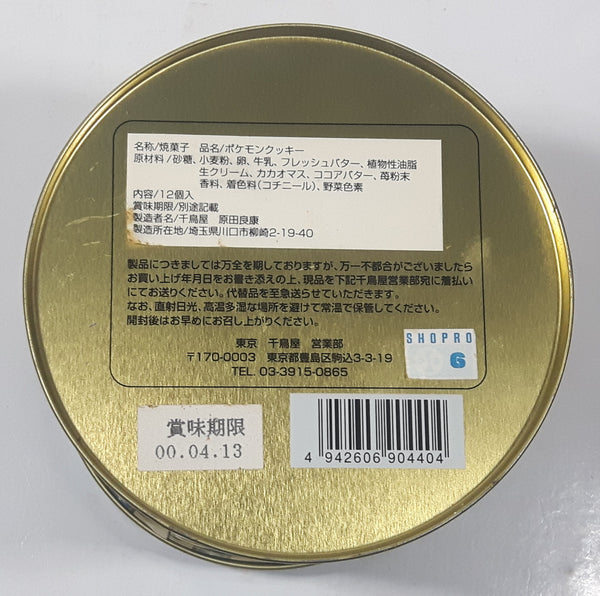 名称/焼菓子　品名/ポケモンクッキー
原材料/砂糖、小麦粉、卵、牛乳、フレッシュバター、植物性油脂
生クリーム、カカオマス、ココアバター、苺粉末
香料、着色料(コチニール)、野菜色素
内容/12個入
賞味期限/別途記載
製造者名/千鳥屋　原田良康
製造所在地/埼玉県川口市柳崎2-19-40
製品につきましては万全を期しておりますが、万一不都合がございましたら
お買い上げ年月日をお書き添えの上、現品を下記千鳥屋営業部宛に着払い
にてお送りください。代替品を至急送らせていただきます。
なお、直射日光、高温多湿な場所を避けて常温で保管してください。
開封後はお早めにお召し上がりください。
東京　千鳥屋　営業部
〒170-0003　東京都豊島区駒込3-3-19
TEL. 03-3915-0865
SHOPRO
6
賞味期限
00.04.13
4 942606 904404